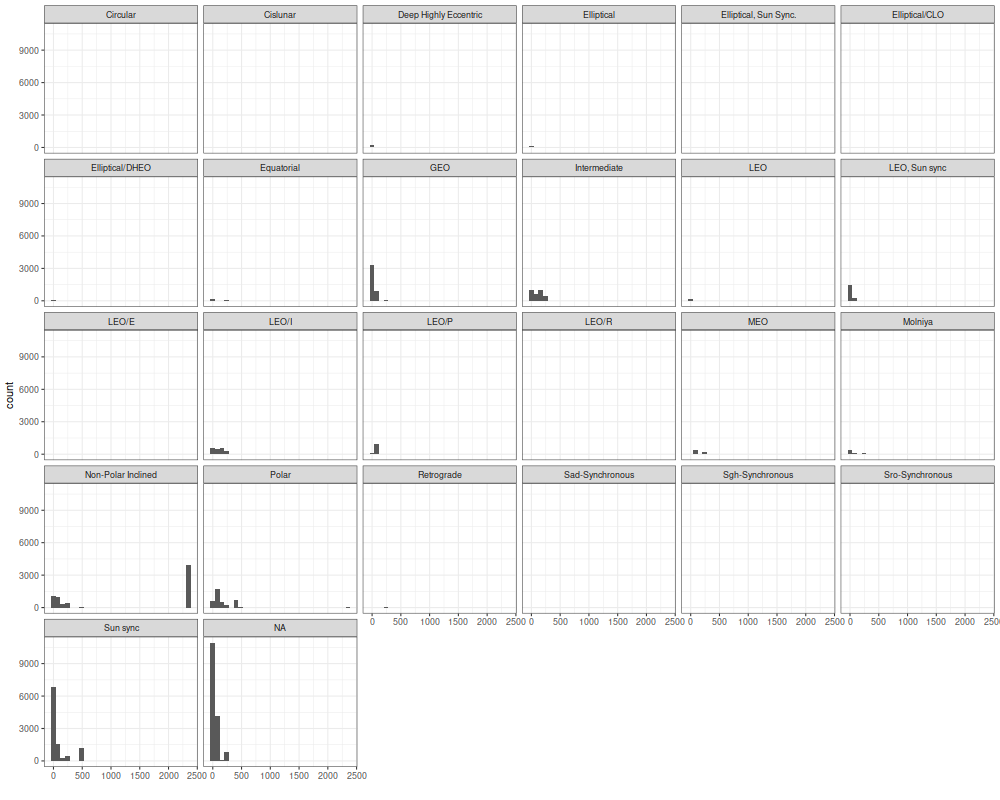 Circular Cislunar Deep Highly Eccentric Elliptical Elliptical, Sun Sync. Elliptical/CLO
9000
6000
3000
0
Elliptical/DHEO Equatorial GEO Intermediate LEO LEO, Sun sync
9000
6000
3000
0
LEO/E LEO/I LEO/P LEO/R MEO Molniya
9000
6000
3000
0
count
Non-Polar Inclined Polar Retrograde Sad-Synchronous Sgh-Synchronous Sro-Synchronous
9000
6000
3000
0
0 500 1000 1500 2000 2500 0 500 1000 1500 2000 2500 0 500 1000 1500 2000 2500 0 500 1000 1500 2000 250
Sun sync NA
9000
6000
3000
0
0 500 1000 1500 2000 2500 0 500 1000 1500 2000 2500